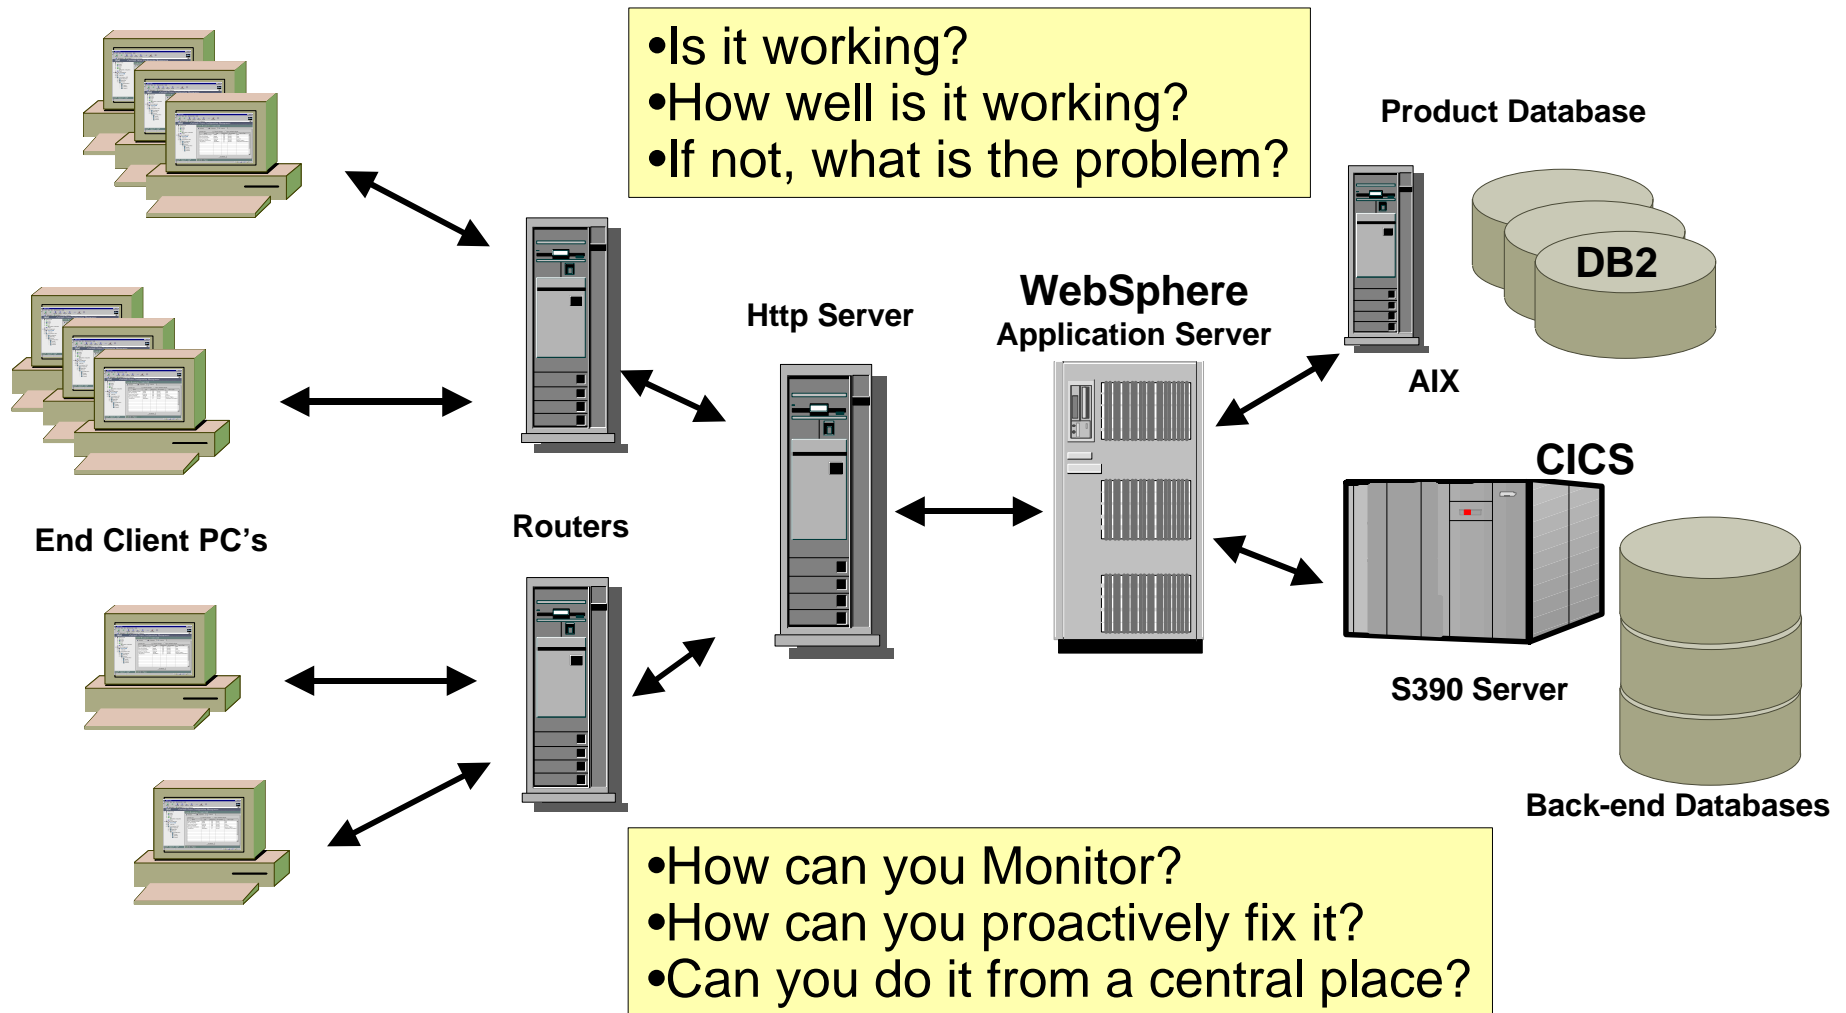 •Is it working?
•How well is it working?
•If not, what is the problem?
Product Database
DB2
WebSphere
Application Server
Http Server
AIX
CICS
End Client PC’s
Routers
S390 Server
Back-end Databases
•How can you Monitor?
•How can you proactively fix it?
•Can you do it from a central place?